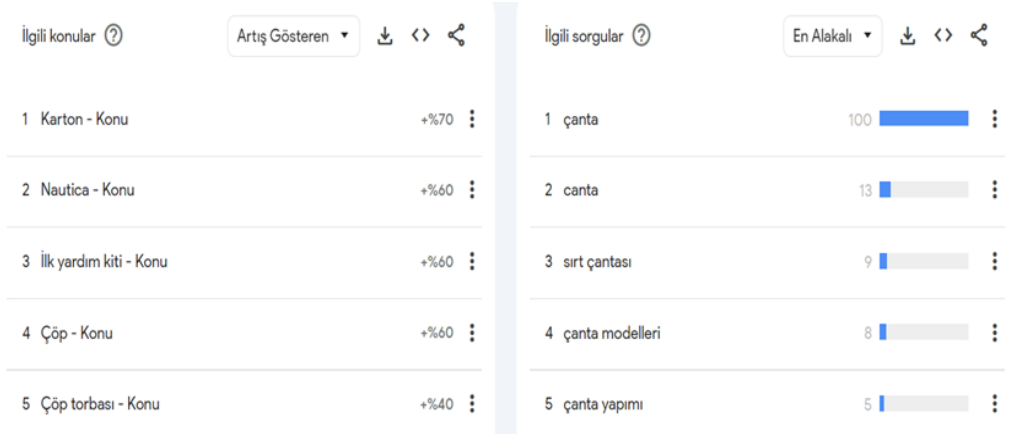 İlgili konular ?
Artış Gösteren
1 Karton - Konu +%70
2 Nautica - Konu +%60
3 İlk yardım kiti - Konu +%60
4 Çöp - Konu +%60
5 Çöp torbası - Konu +%40
İlgili sorgular ?
En Alakalı
1 çanta 100
2 canta 13
3 sırt çantası 9
4 çanta modelleri 8
5 çanta yapımı 5